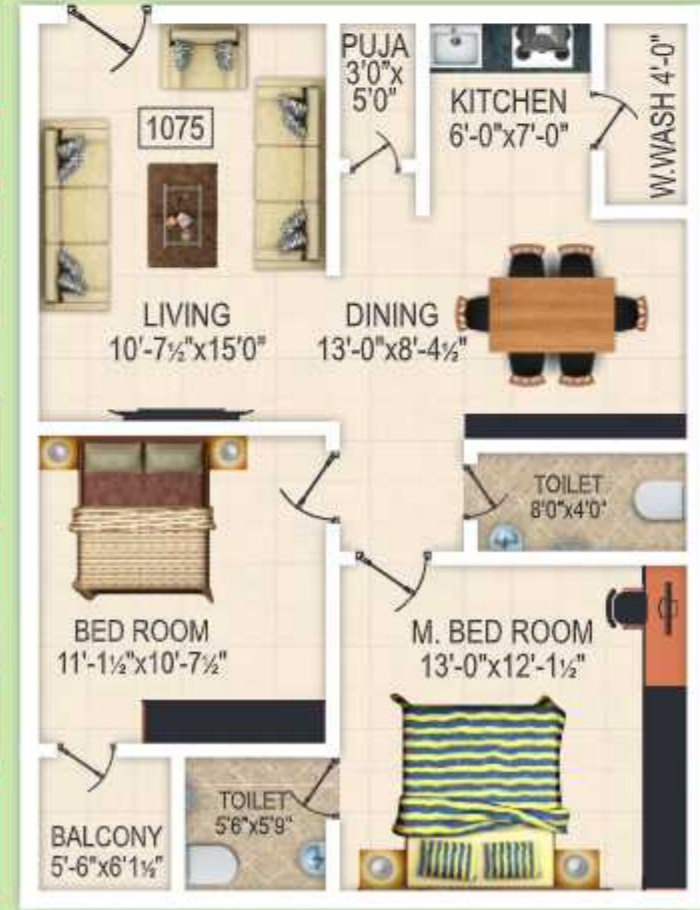 PUJA
3'0"x
5'0"
KITCHEN
6'-0"x7'-0"
W.WASH 4'-0"
1075
LIVING
10'-7½"x15'0"
DINING
13'-0"x8'-4½"
TOILET
8'0"x4'0"
BED ROOM
11'-1½"x10'-7½"
M. BED ROOM
13'-0"x12'-1½"
TOILET
5'6"x5'9"
BALCONY
5'-6"x6'1½"